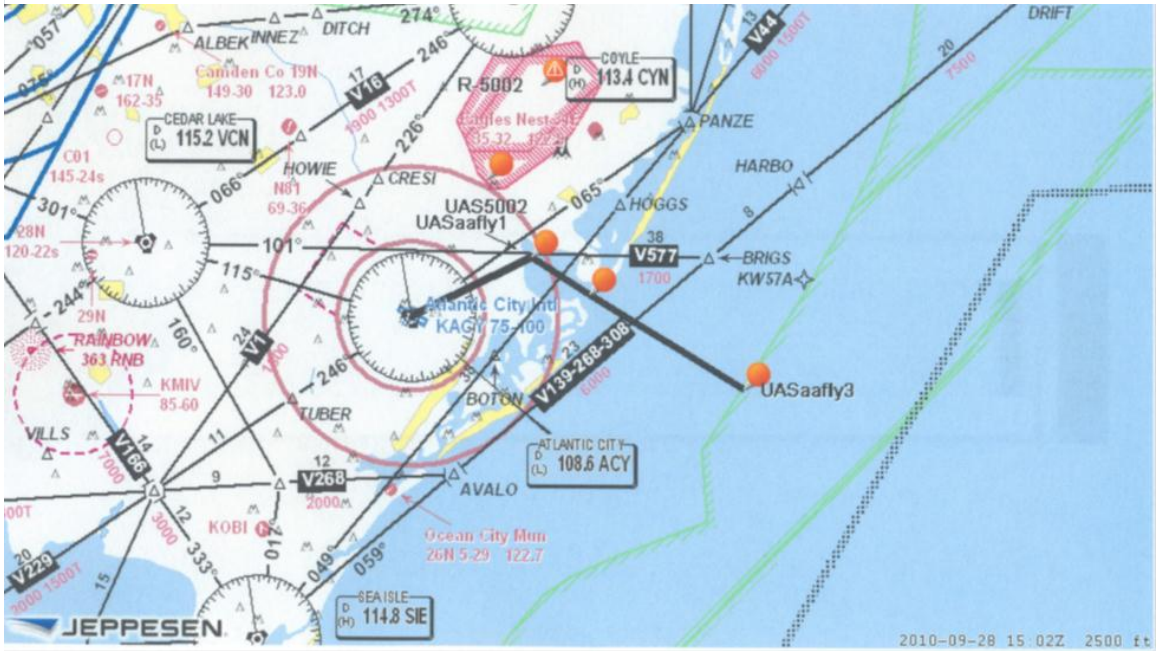 274°
DITCH
INNEZ
ALBEK
057°
246°
V44
13
6000 1500T
DRIFT
20
7500
075°
17N
162-35
Camden Co 19N
149-30 123.0
17
V16
1900 1300T
R-5002
COYLE
D
(H) 113.4 CYN
CEDAR LAKE
D
(L) 115.2 VCN
226°
PANZE
C01
145-24s
HOWIE
CRESI
HARBO
066°
N81
69-36
065°
HOGGS
8
301°
UAS5002
UASaafly1
28N
120-22s
101°
38
V577
1700
BRIGS
KW57A
115°
244°
29N
Atlantic City Intl
KACY 75-100
RAINBOW
363 RNB
160°
24
V1
V139-268-308
23
6000
KMIV
85-60
246°
BOTON
UASaafly3
TUBER
VILLS
V166
14
7000
11
ATLANTIC CITY
D
(L) 108.6 ACY
9
12
V268
2000
AVALO
3000
12
KOBI
017°
Ocean City Mun
26N 5-29 122.7
20
V229
2000 1500T
333°
049°
059°
15
SEA ISLE
D
(H) 114.8 SIE
JEPPESEN
2010-09-28 15:02Z 2500 ft